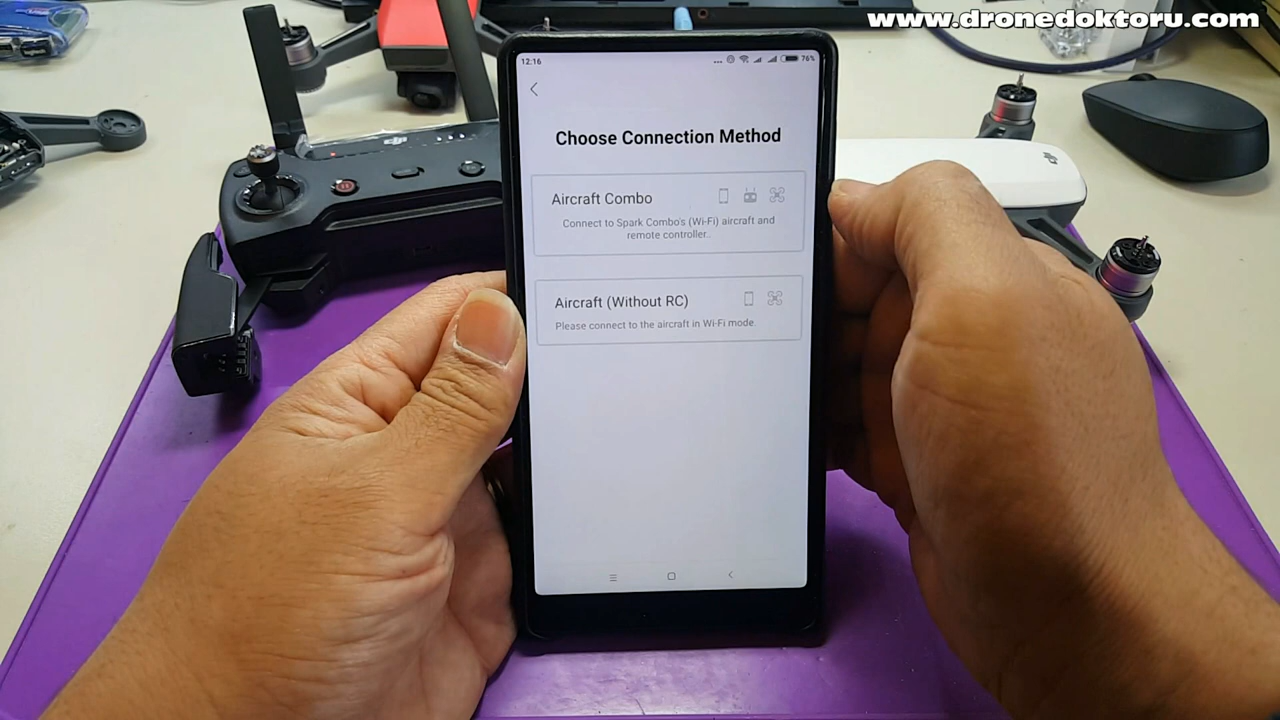 www.dronedoktoru.com
12:16
76%
Choose Connection Method
Aircraft Combo
Connect to Spark Combo's (Wi-Fi) aircraft and
remote controller..
Aircraft (Without RC)
Please connect to the aircraft in Wi-Fi mode.
dji